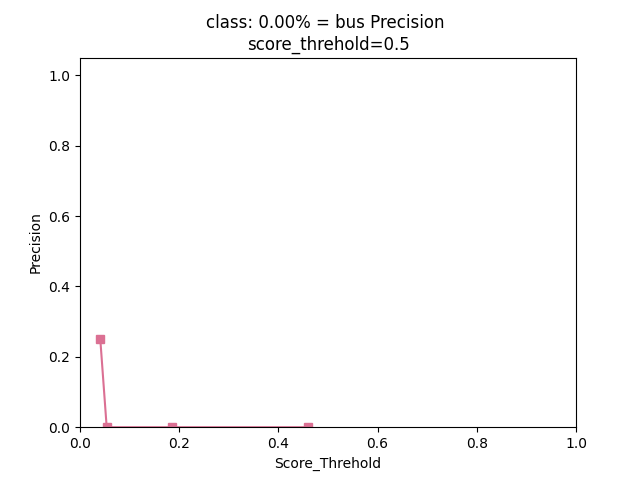 class: 0.00% = bus Precision
score_threhold=0.5
1.0
0.8
0.6
0.4
0.2
0.0
Precision
0.0 0.2 0.4 0.6 0.8 1.0
Score_Threhold